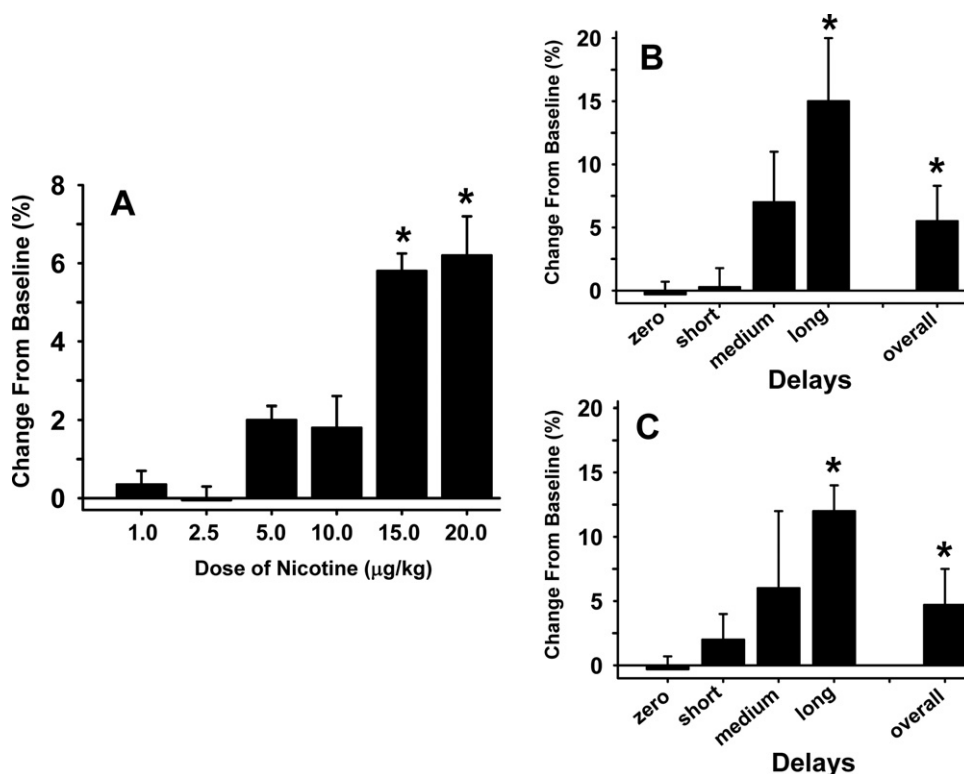 A
Change From Baseline (%)
8
6
4
2
0
*
*
1.0 2.5 5.0 10.0 15.0 20.0
Dose of Nicotine (μg/kg)
B
Change From Baseline (%)
20
15
10
5
0
*
*
zero short medium long overall
Delays
C
Change From Baseline (%)
20
15
10
5
0
*
*
zero short medium long overall
Delays